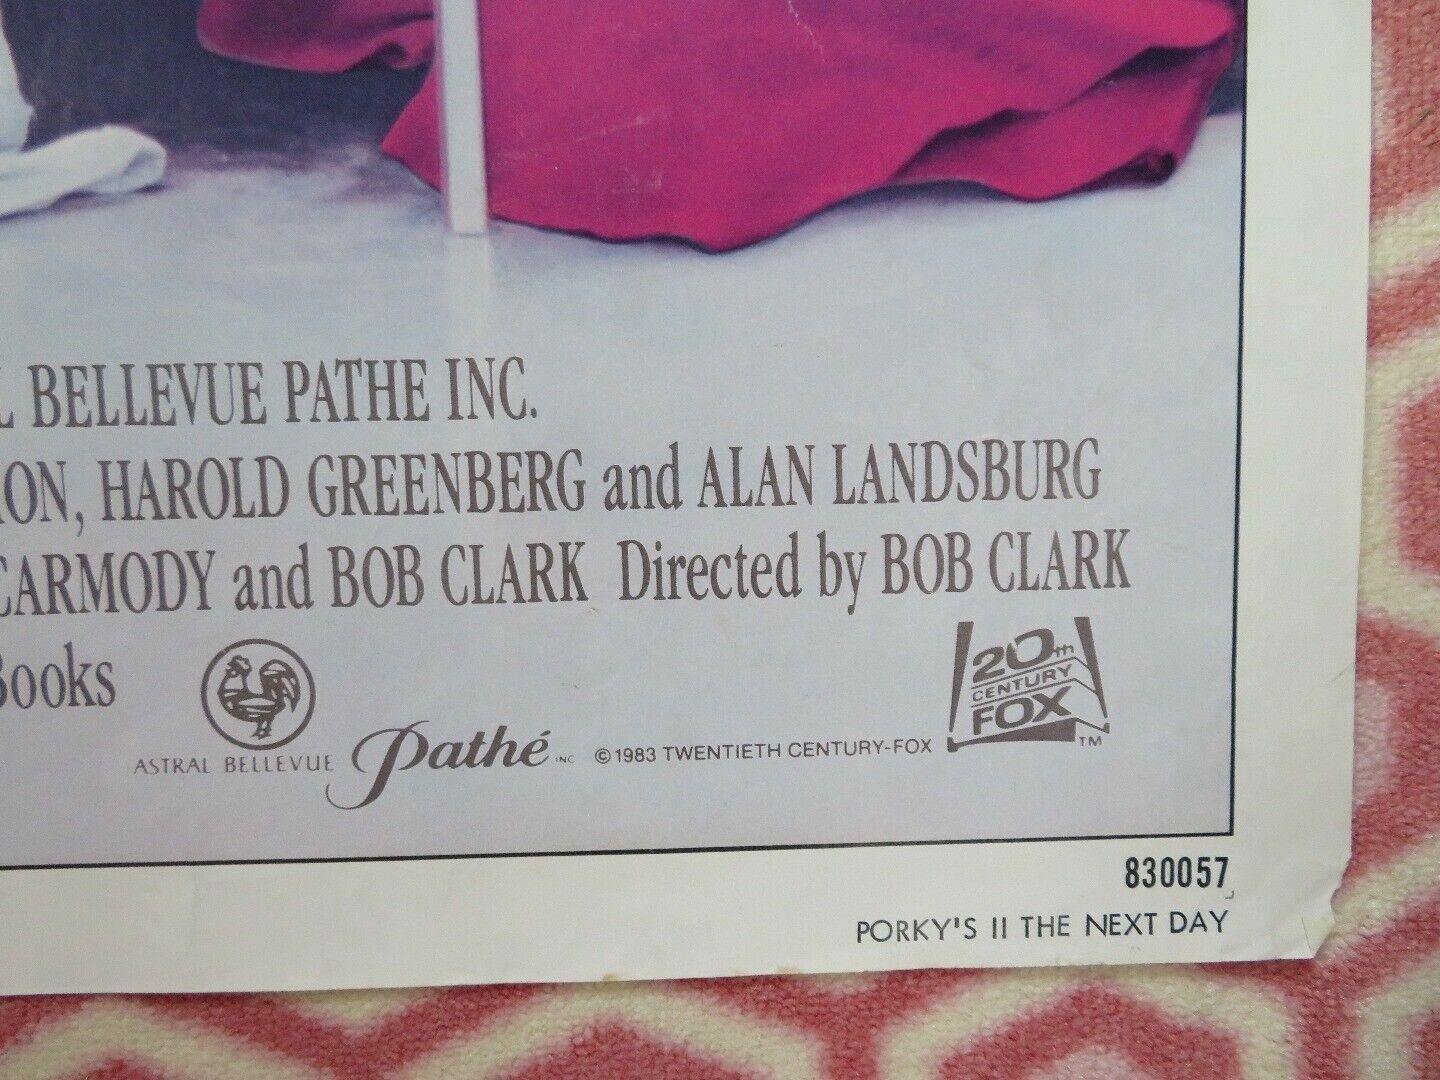 BELLEVUE PATHE INC.
HAROLD GREENBERG and ALAN LANDSBURG
CARMODY and BOB CLARK Directed by BOB CLARK
Books
20th
CENTURY
FOX
TM
ASTRAL BELLEVUE Pathé INC ©1983 TWENTIETH CENTURY-FOX
830057
PORKY'S II THE NEXT DAY